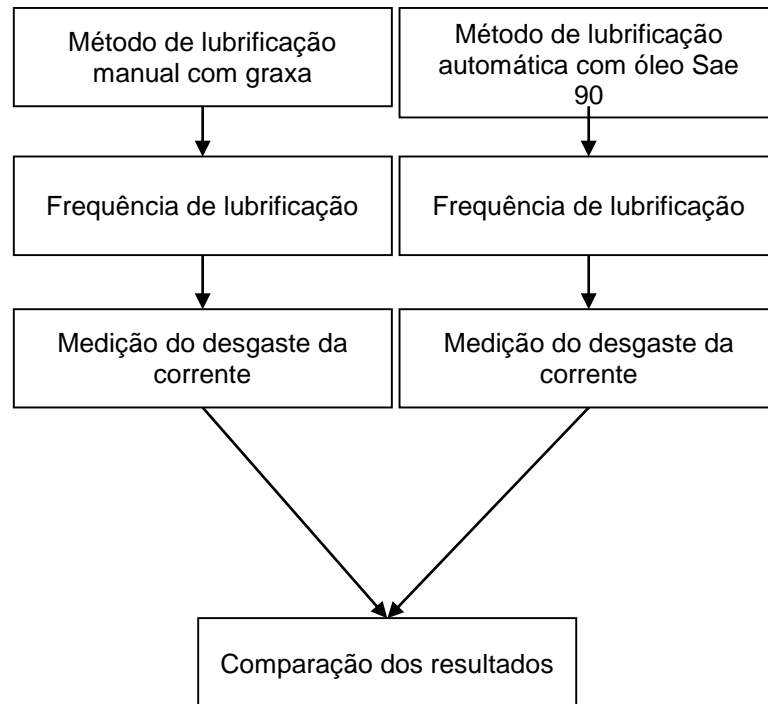 Método de lubrificação
manual com graxa
Método de lubrificação
automática com óleo Sae
90
Frequência de lubrificação
Frequência de lubrificação
Medição do desgaste da
corrente
Medição do desgaste da
corrente
Comparação dos resultados